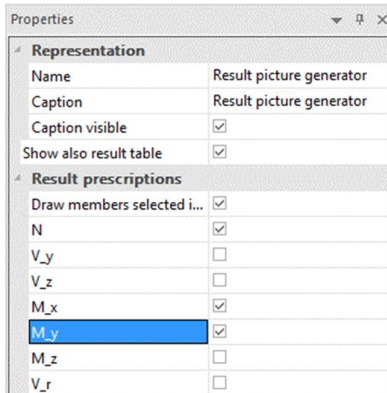 Properties
Representation
Name Result picture generator
Caption Result picture generator
Caption visible
Show also result table
Result prescriptions
Draw members selected i...
N
V_y
V_z
M_x
M_y
M_z
V_r